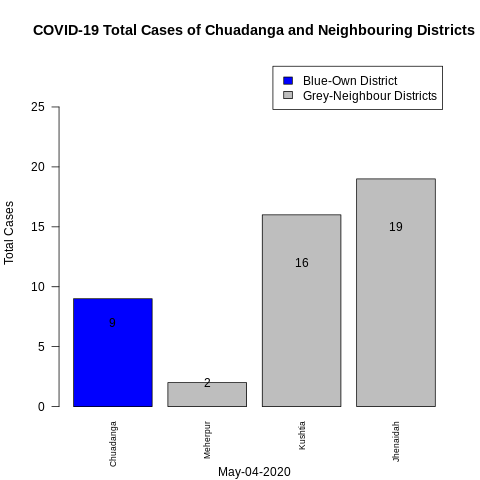 COVID-19 Total Cases of Chuadanga and Neighbouring Districts
Blue-Own District
Grey-Neighbour Districts
Total Cases
25
20
15
10
5
0
9
2
16
19
Chuadanga
Meherpur
Kushtia
Jhenaidah
May-04-2020